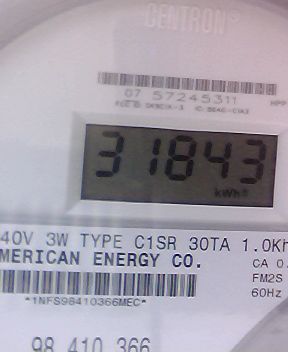 CENTRON®
07 57245311
31843
kWh
40V 3W TYPE C1SR 30TA 1.0Kh
MERICAN ENERGY CO.
CA 0.
FM2S
*1NFS98410366MEC*
60Hz
98 410 366